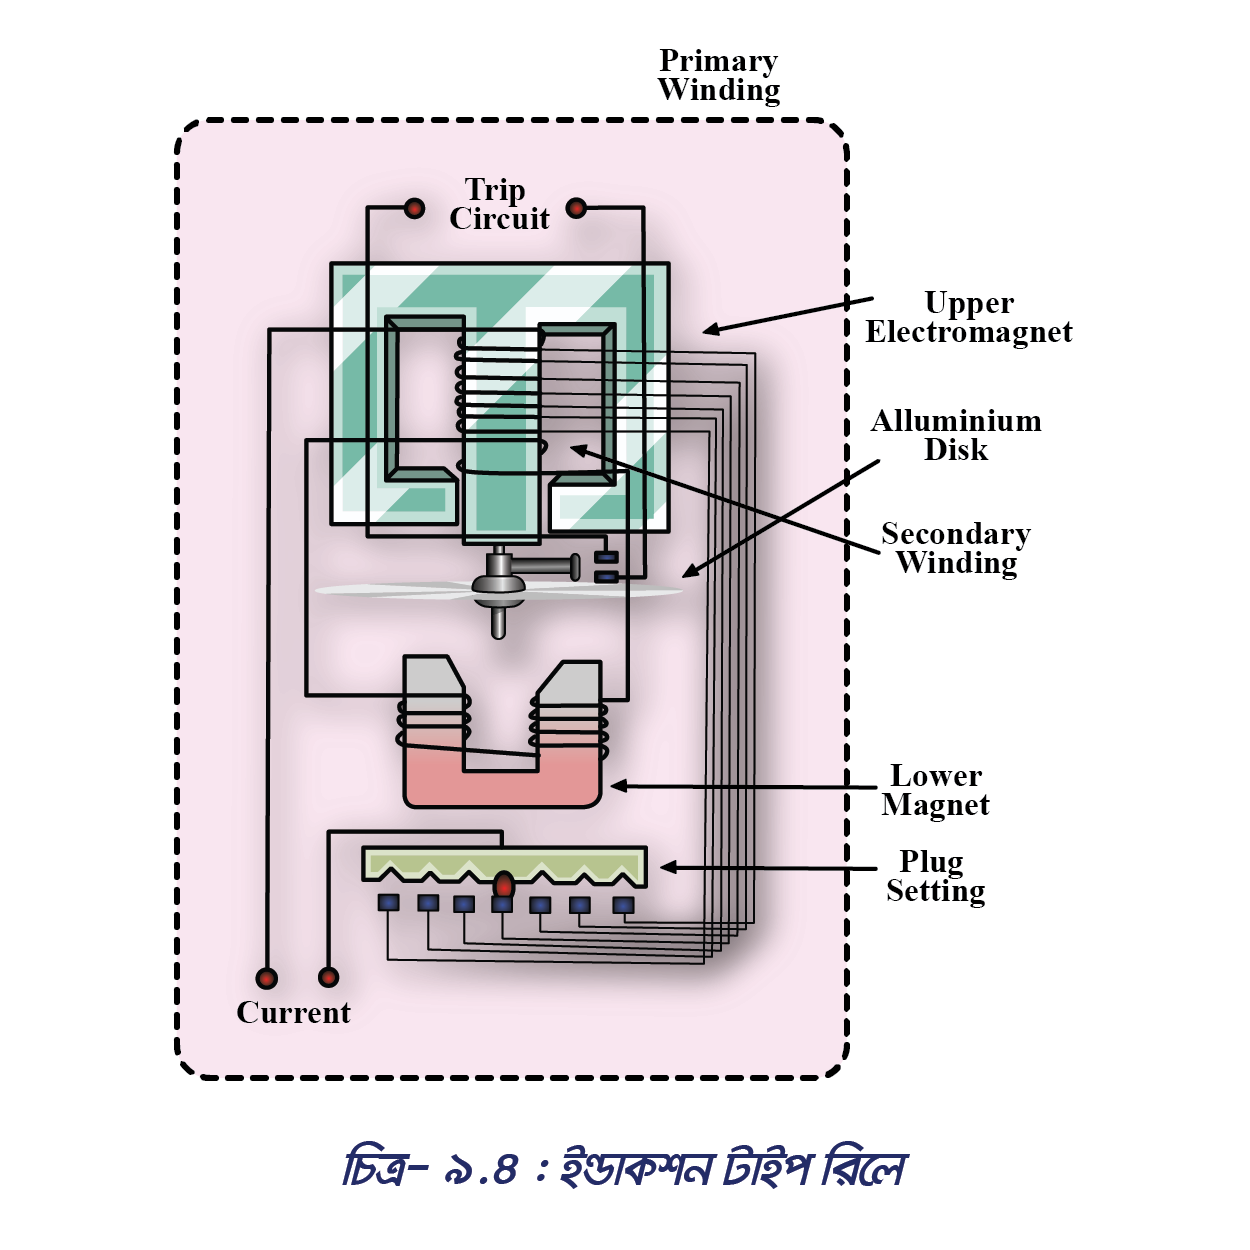 Primary
Winding
Trip
Circuit
Upper
Electromagnet
Alluminium
Disk
Secondary
Winding
Lower
Magnet
Plug
Setting
Current
চিত্র- ৯.৪ : ইন্ডাকশন টাইপ রিলে